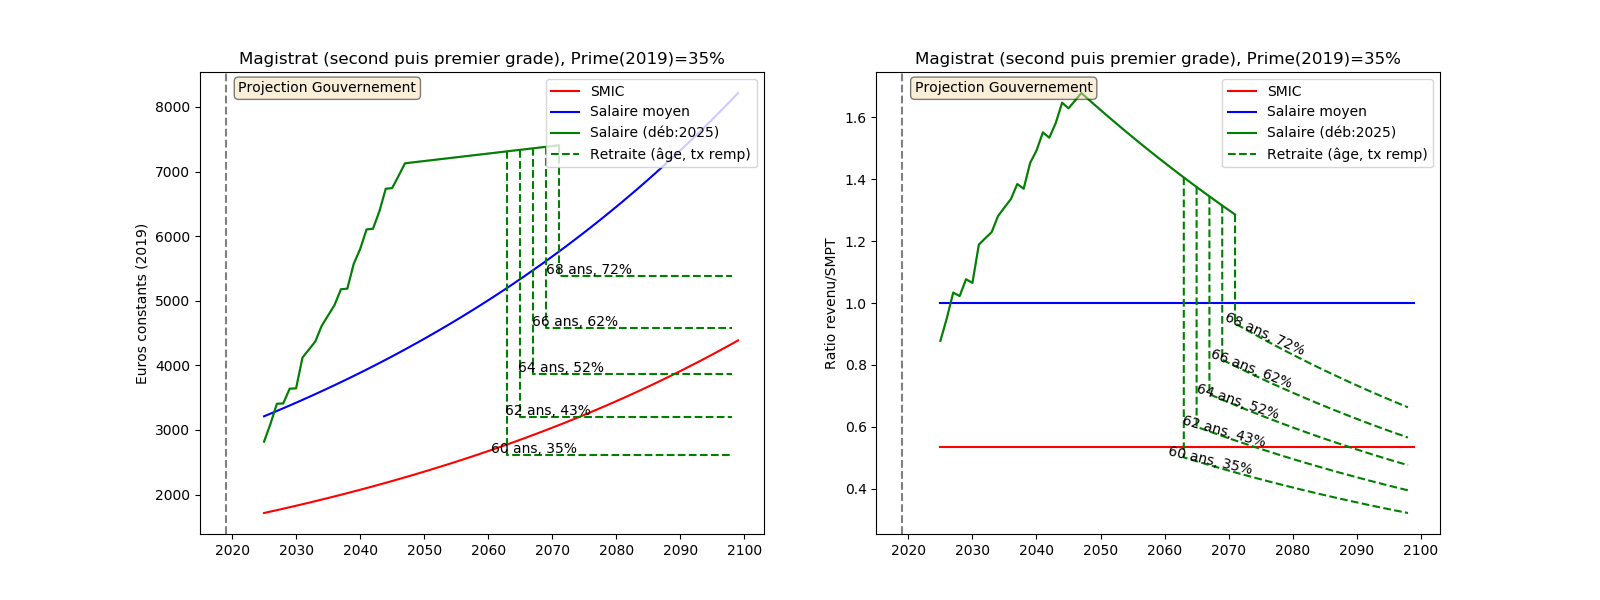 Magistrat (second puis premier grade), Prime(2019)=35%
Projection Gouvernement
SMIC
Salaire moyen
Salaire (déb:2025)
Retraite (âge, tx remp)
Euros constants (2019)
8000
7000
6000
5000
4000
3000
2000
68 ans, 72%
66 ans, 62%
64 ans, 52%
62 ans, 43%
60 ans, 35%
2020 2030 2040 2050 2060 2070 2080 2090 2100
Magistrat (second puis premier grade), Prime(2019)=35%
Projection Gouvernement
SMIC
Salaire moyen
Salaire (déb:2025)
Retraite (âge, tx remp)
Ratio revenu/SMPT
1.6
1.4
1.2
1.0
0.8
0.6
0.4
68 ans, 72%
66 ans, 62%
64 ans, 52%
62 ans, 43%
60 ans, 35%
2020 2030 2040 2050 2060 2070 2080 2090 2100